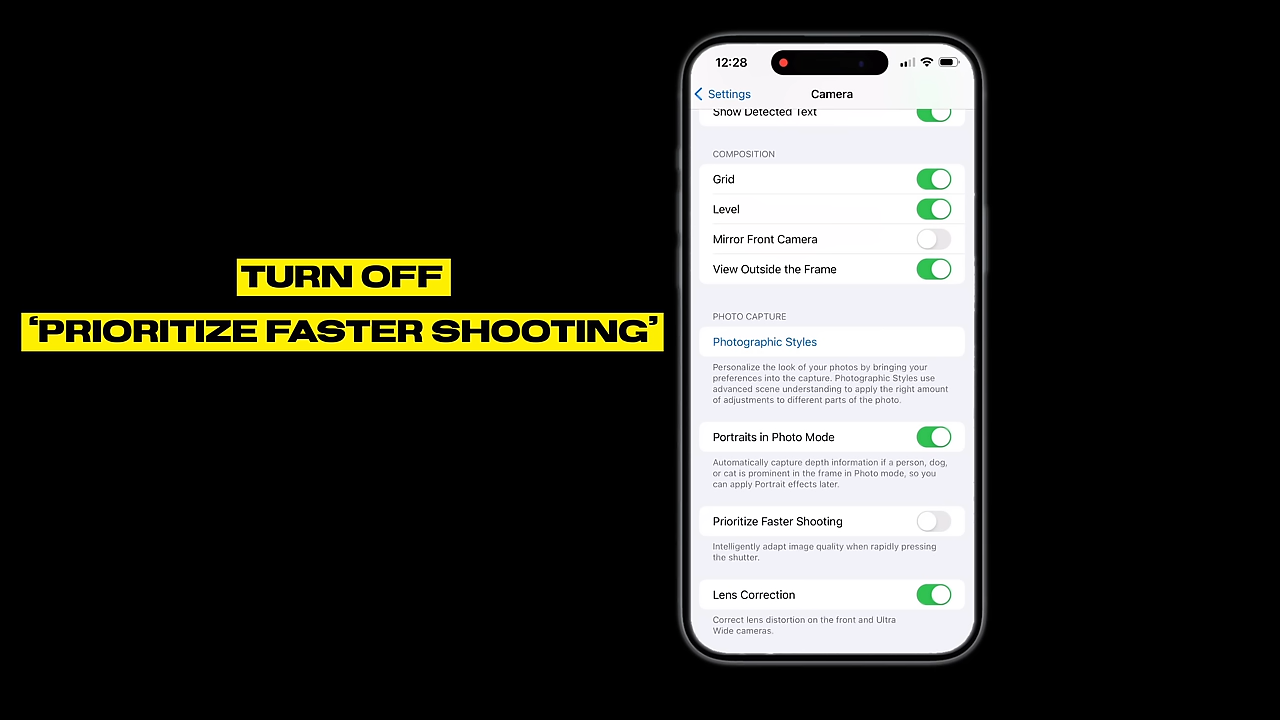 TURN OFF
‘PRIORITIZE FASTER SHOOTING’
12:28
Settings
Camera
Show Detected Text
COMPOSITION
Grid
Level
Mirror Front Camera
View Outside the Frame
PHOTO CAPTURE
Photographic Styles
Personalize the look of your photos by bringing your
preferences into the capture. Photographic Styles use
advanced scene understanding to apply the right amount
of adjustments to different parts of the photo.
Portraits in Photo Mode
Automatically capture depth information if a person, dog,
or cat is prominent in the frame in Photo mode, so you
can apply Portrait effects later.
Prioritize Faster Shooting
Intelligently adapt image quality when rapidly pressing
the shutter.
Lens Correction
Correct lens distortion on the front and Ultra
Wide cameras.